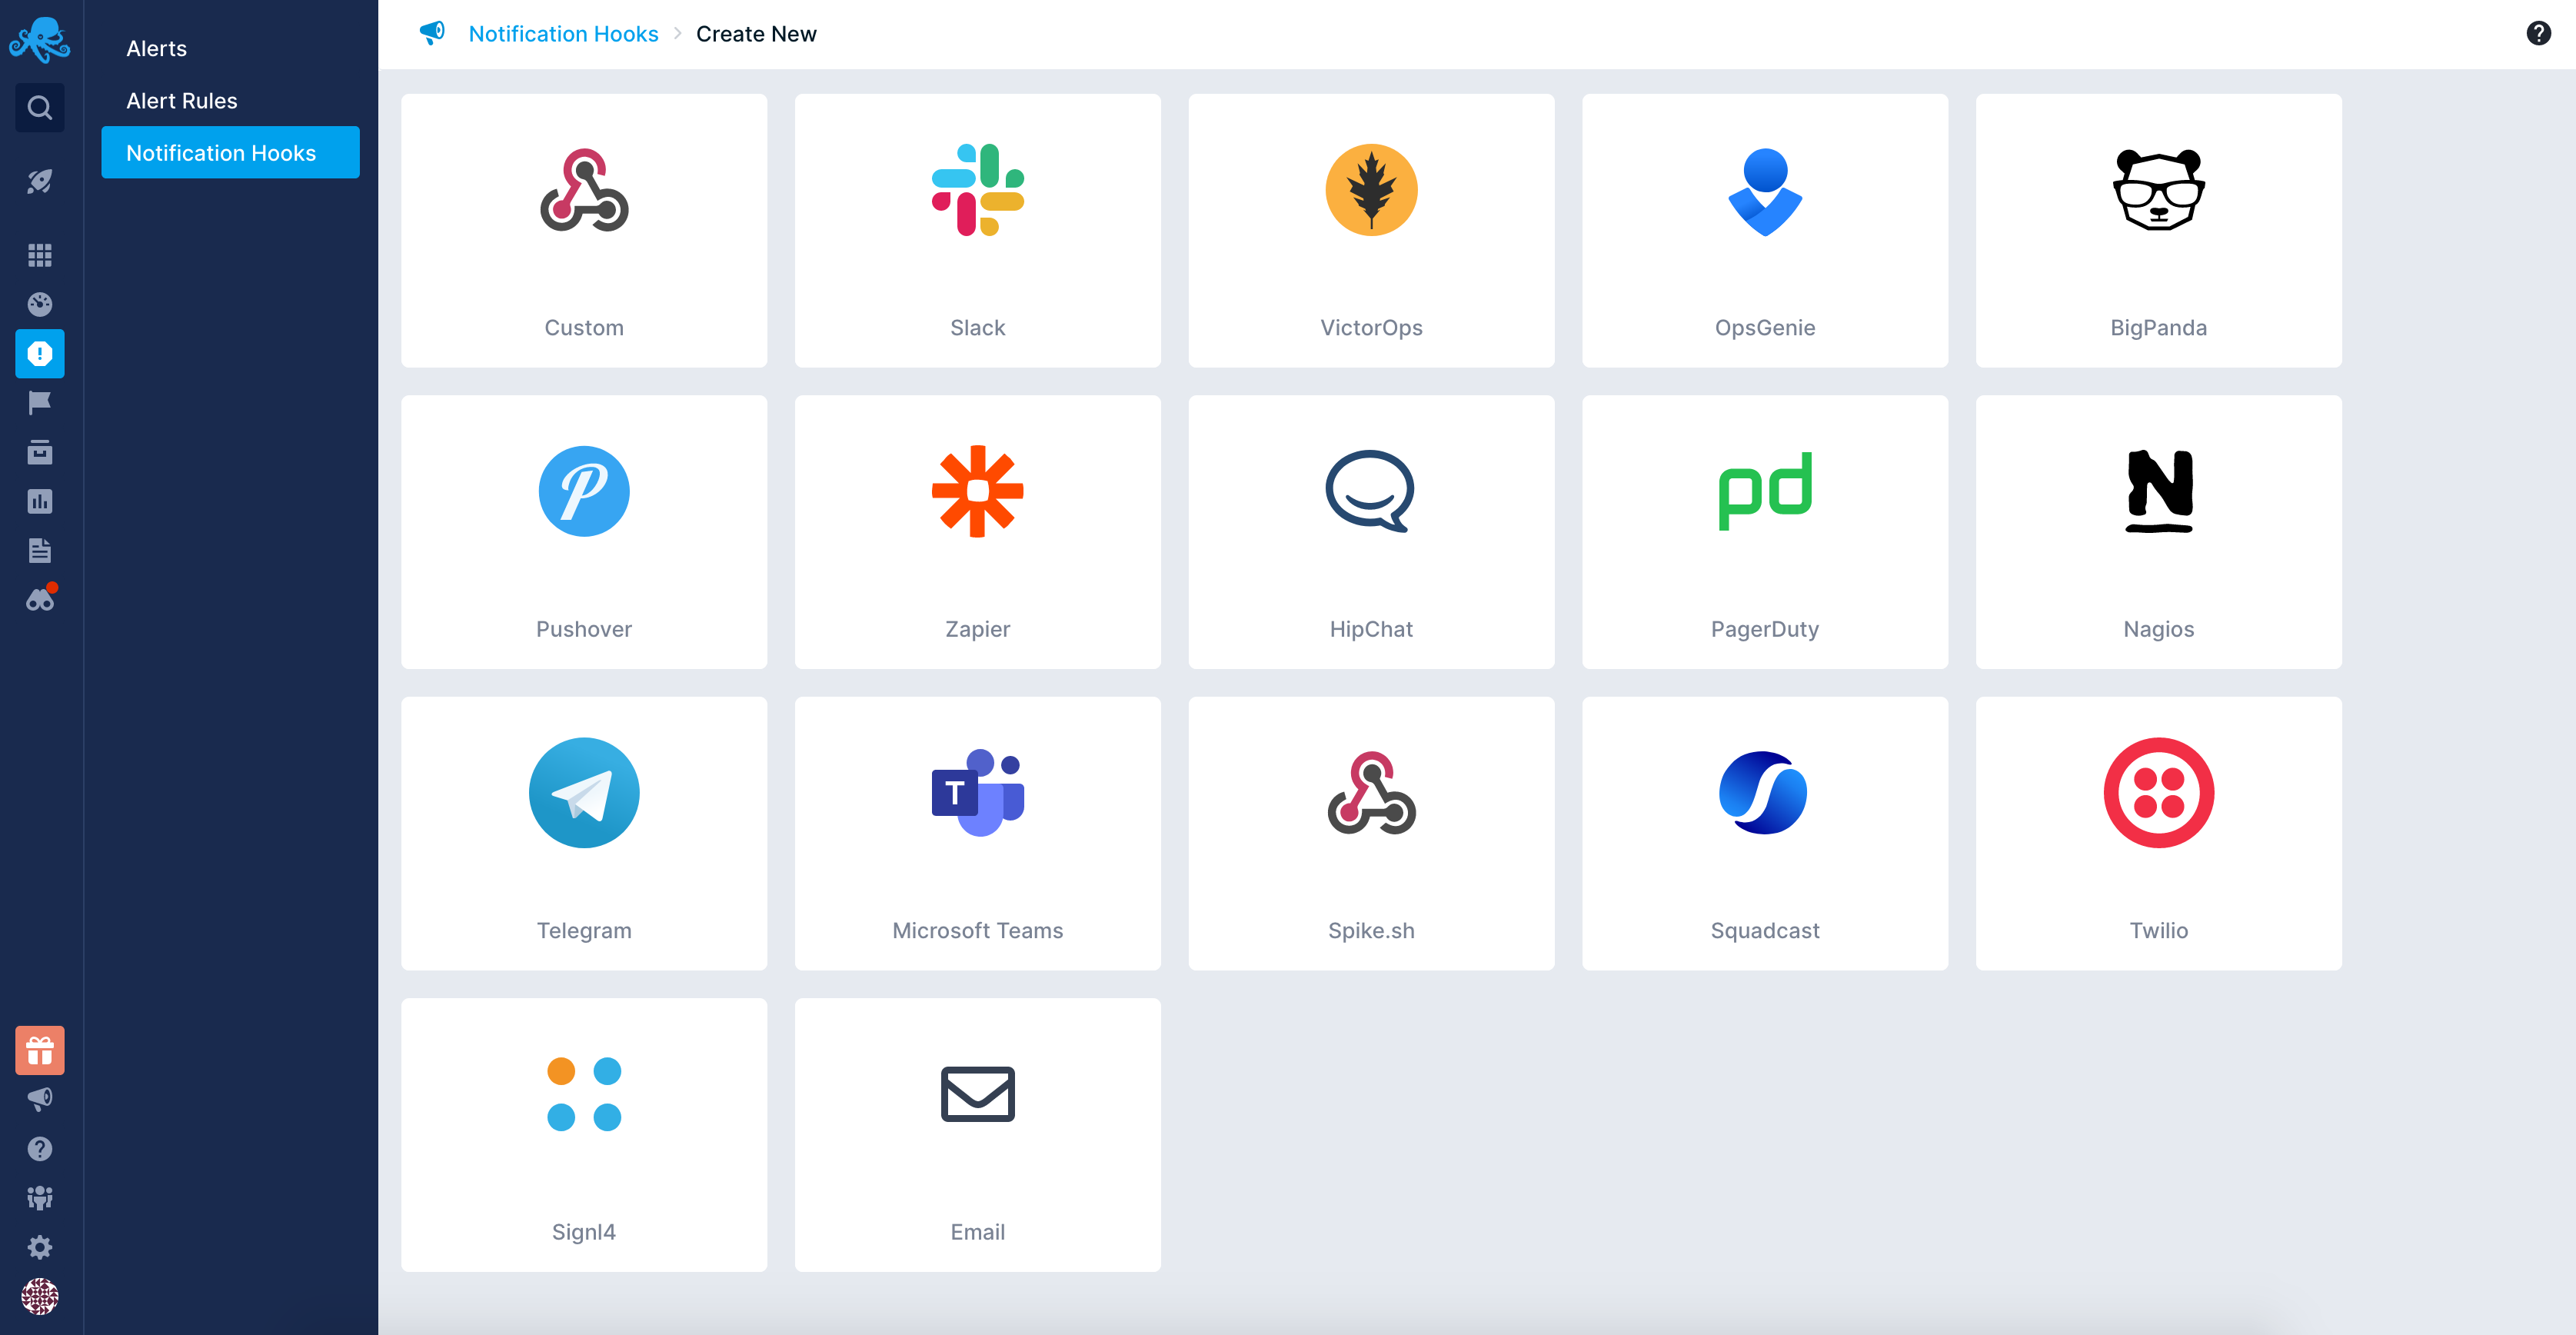 Alerts
Alert Rules
Notification Hooks
Notification Hooks > Create New
Custom
Slack
VictorOps
OpsGenie
BigPanda
Pushover
Zapier
HipChat
pd
PagerDuty
N
Nagios
Telegram
T
Microsoft Teams
Spike.sh
Squadcast
Twilio
Signl4
Email